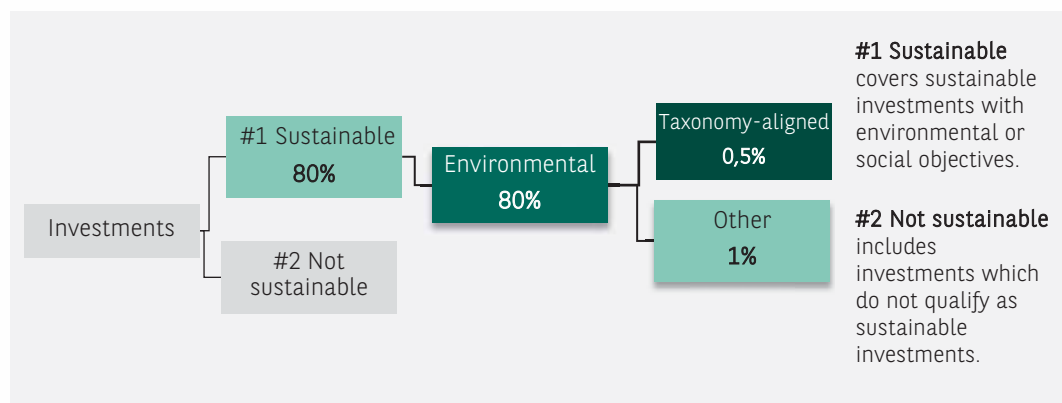 Investments
#1 Sustainable
80%
#2 Not
sustainable
Environmental
80%
Taxonomy-aligned
0,5%
Other
1%
#1 Sustainable
covers sustainable
investments with
environmental or
social objectives.
#2 Not sustainable
includes
investments which
do not qualify as
sustainable
investments.